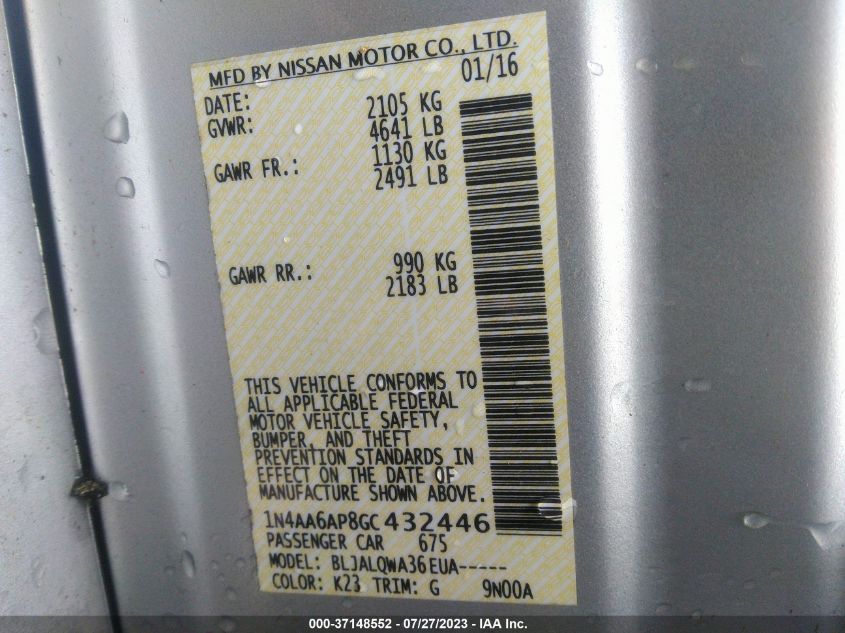 MFD BY NISSAN MOTOR CO., LTD.
DATE: 01/16
GVWR: 2105 KG
4641 LB
GAWR FR.: 1130 KG
2491 LB
GAWR RR.: 990 KG
2183 LB
THIS VEHICLE CONFORMS TO
ALL APPLICABLE FEDERAL
MOTOR VEHICLE SAFETY,
BUMPER, AND THEFT
PREVENTION STANDARDS IN
EFFECT ON THE DATE OF
MANUFACTURE SHOWN ABOVE.
1N4AA6AP8GC432446
PASSENGER CAR 675
MODEL: BLJALQWA36EUA-----
COLOR: K23 TRIM: G 9N00A
000-37148552 / 07/27/2023 - IAA Inc.